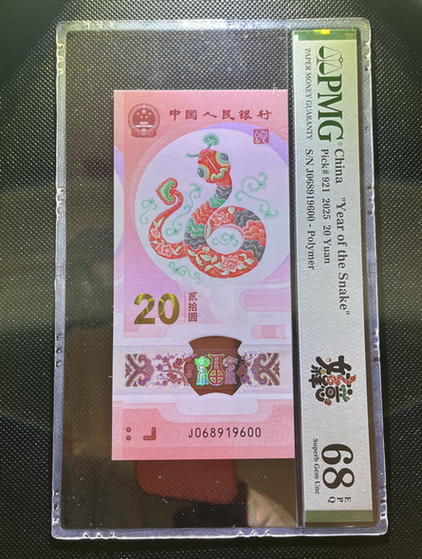 中国人民银行
20
贰拾圆
J068919600
PMG
PAPER MONEY GUARANTY
China "Year of the Snake"
Pick# 921 2025 20 Yuan
S/N J068919600 - Polymer
68 EPQ
Superb Gem Unc